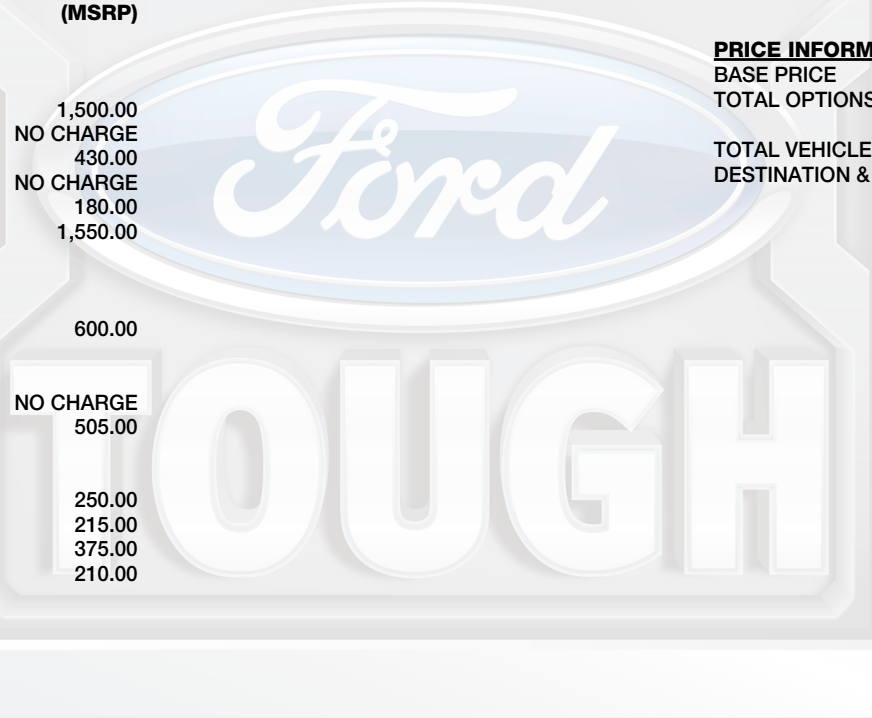 (MSRP)
1,500.00
NO CHARGE
430.00
NO CHARGE
180.00
1,550.00
600.00
NO CHARGE
505.00
250.00
215.00
375.00
210.00
PRICE INFORM
BASE PRICE
TOTAL OPTIONS
TOTAL VEHICLE
DESTINATION &
Ford
TOUGH